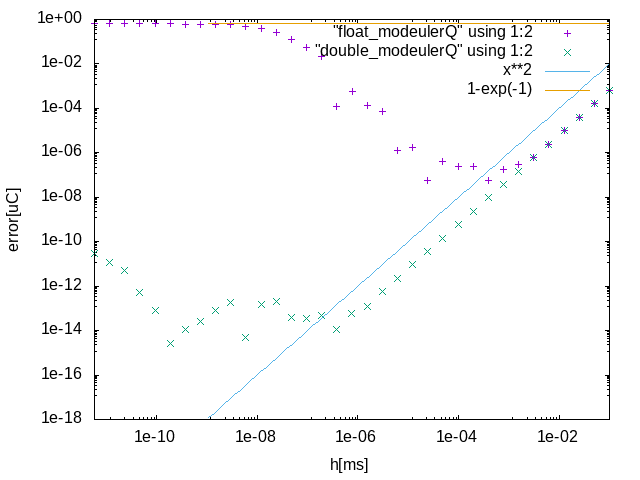 1e+00
"float_modeulerQ" using 1:2
"double_modeulerQ" using 1:2
x**2
1-exp(-1)
1e-02
1e-04
1e-06
1e-08
1e-10
1e-12
1e-14
1e-16
1e-18
error[uC]
1e-10 1e-08 1e-06 1e-04 1e-02
h[ms]